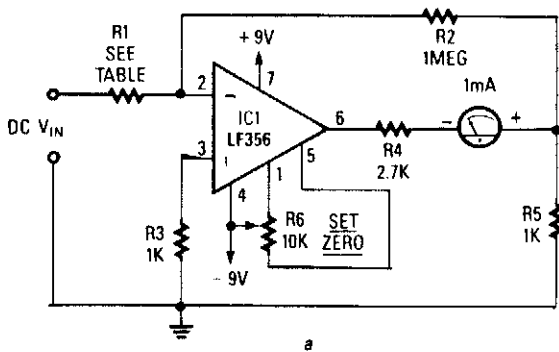 R1
SEE
TABLE
+ 9V
R2
1MEG
1mA
2
7
IC1
LF356
6
- +
DC VIN
3
1
5
R4
2.7K
4
R3
1K
R6
10K
SET
ZERO
R5
1K
- 9V
a